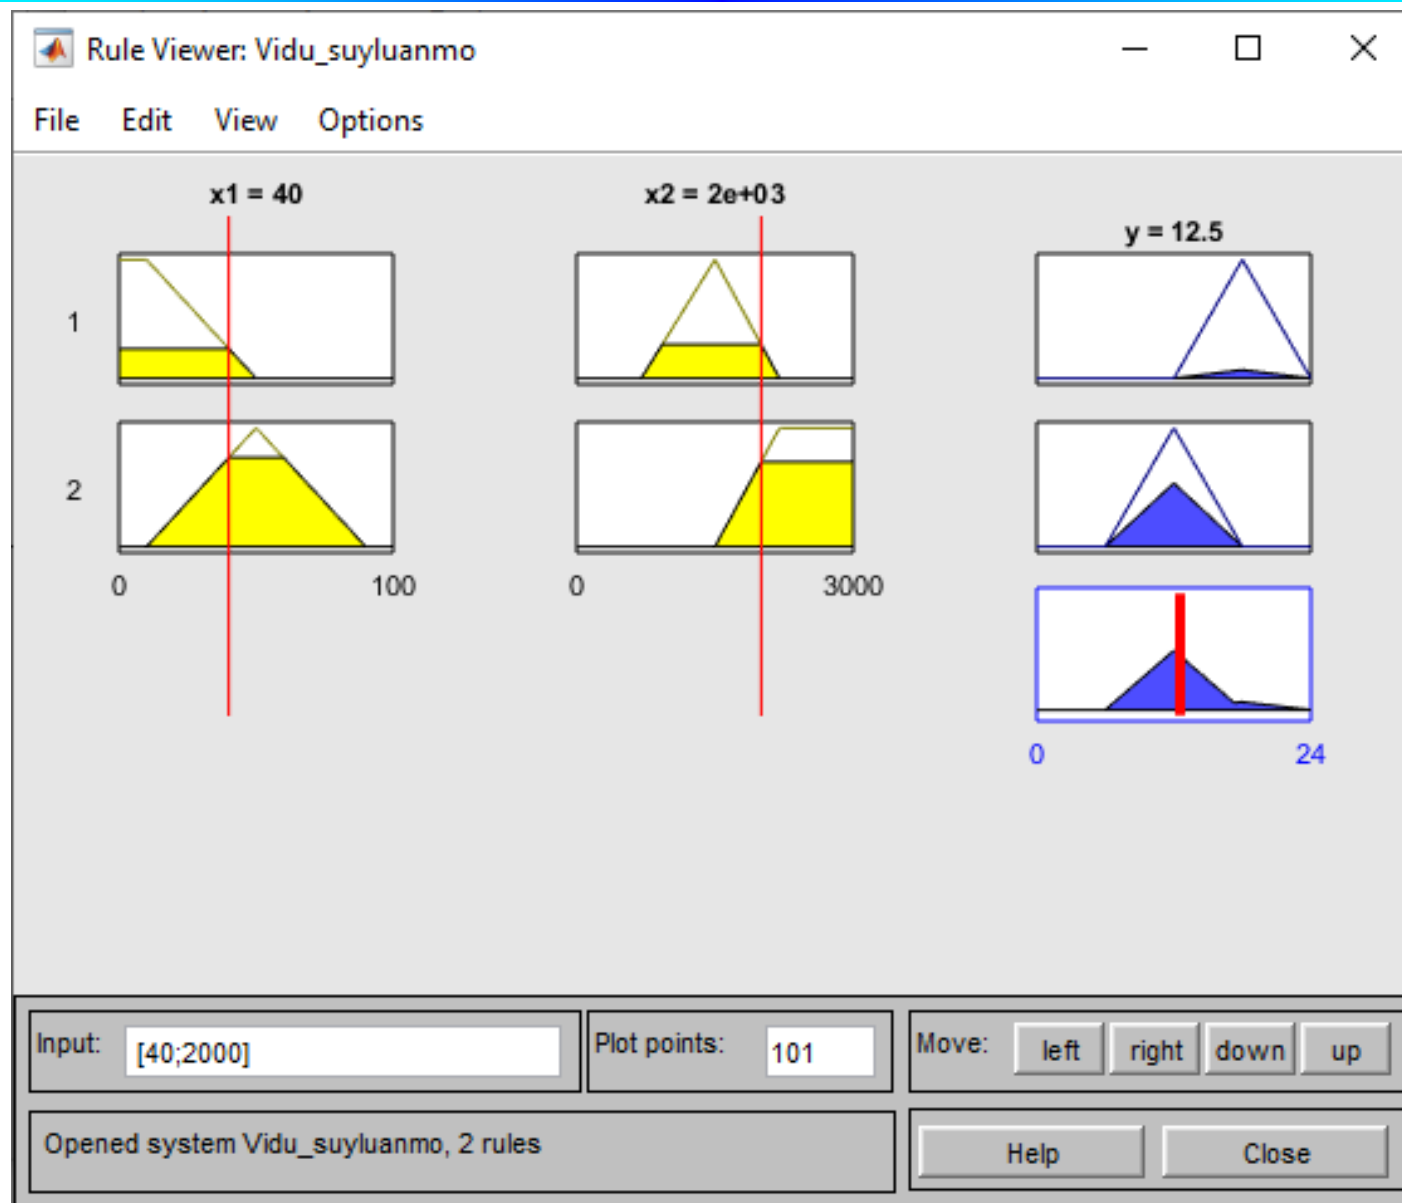 Rule Viewer: Vidu_suyluanmo
File Edit View Options
x1 = 40
x2 = 2e+03
y = 12.5
1
2
0 100
0 3000
0 24
Input: [40;2000]
Plot points: 101
Move: left right down up
Opened system Vidu_suyluanmo, 2 rules
Help Close